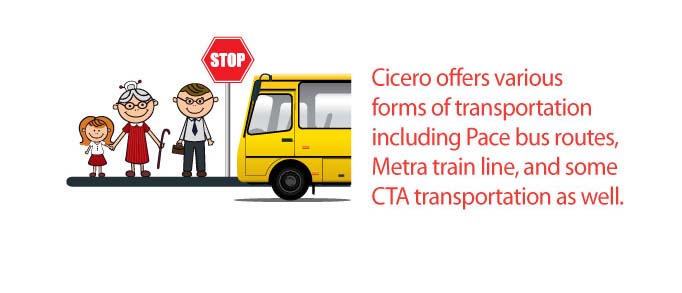 STOP
Cicero offers various
forms of transportation
including Pace bus routes,
Metra train line, and some
CTA transportation as well.